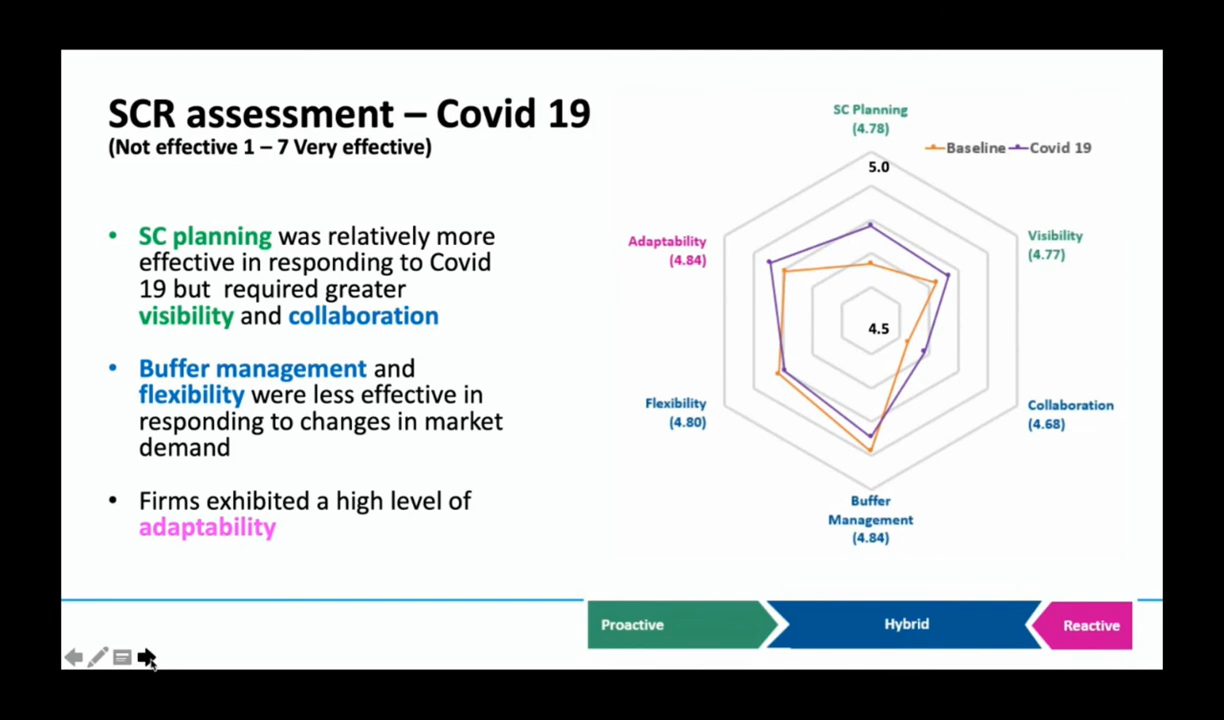 SCR assessment – Covid 19
(Not effective 1 – 7 Very effective)
• SC planning was relatively more
effective in responding to Covid
19 but required greater
visibility and collaboration
• Buffer management and
flexibility were less effective in
responding to changes in market
demand
• Firms exhibited a high level of
adaptability
SC Planning
(4.78)
Baseline Covid 19
5.0
Adaptability
(4.84)
Visibility
(4.77)
4.5
Flexibility
(4.80)
Collaboration
(4.68)
Buffer
Management
(4.84)
Proactive
Hybrid
Reactive